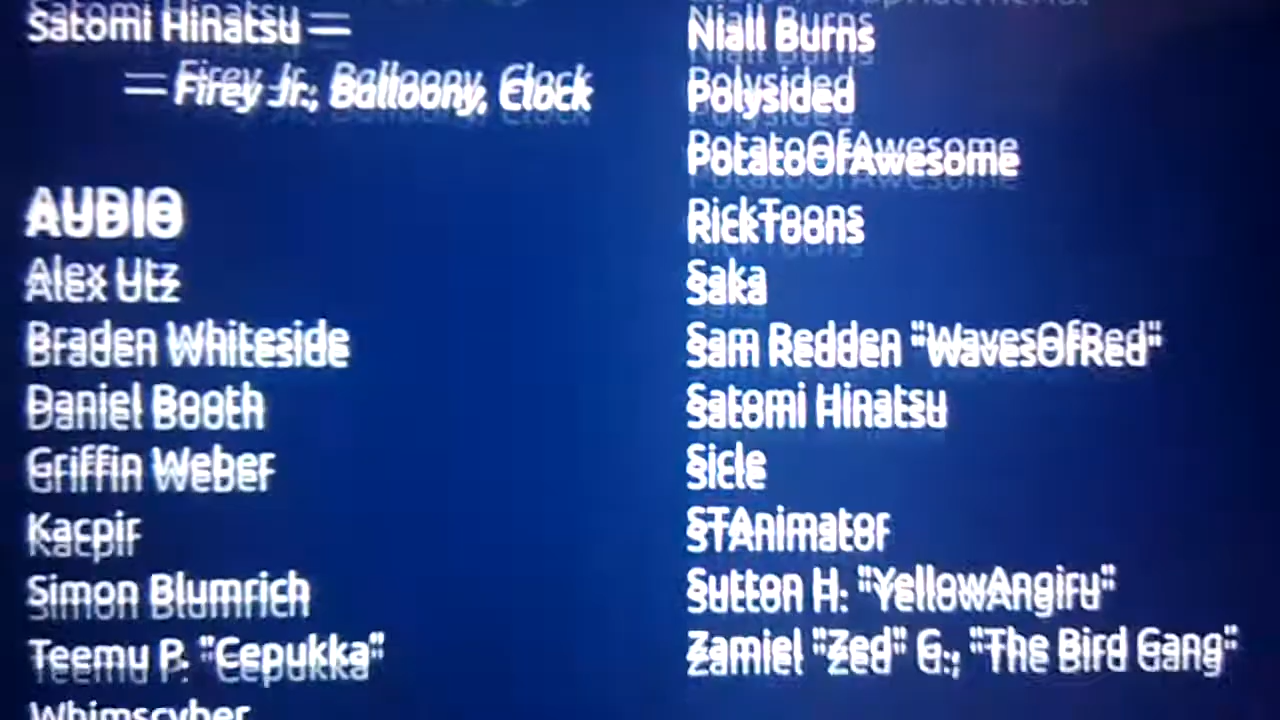 Satomi Hinatsu —
— Firey Jr., Balloony, Clock
AUDIO
Alex Utz
Braden Whiteside
Daniel Booth
Griffin Weber
Kacpir
Simon Blumrich
Teemu P. "Cepukka"
Whimscyber
Niall Burns
Polysided
PotatoOfAwesome
RickToons
Saka
Sam Redden "WavesOfRed"
Satomi Hinatsu
Sicle
STAnimator
Sutton H. "YellowAngiru"
Zamiel "Zed" G., "The Bird Gang"